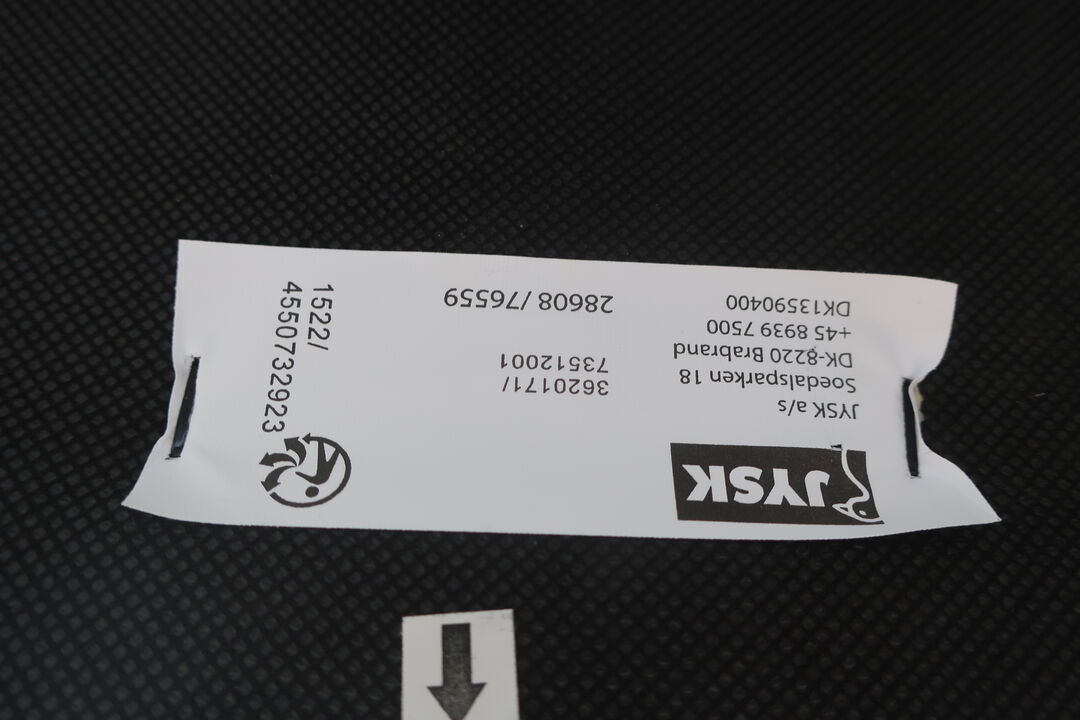 JYSK
JYSK a/s
Soedalsparken 18
DK-8220 Brabrand
+45 8939 7500
DK13590400
3620171/
73512001
28608 /76559
1522/
4550732923